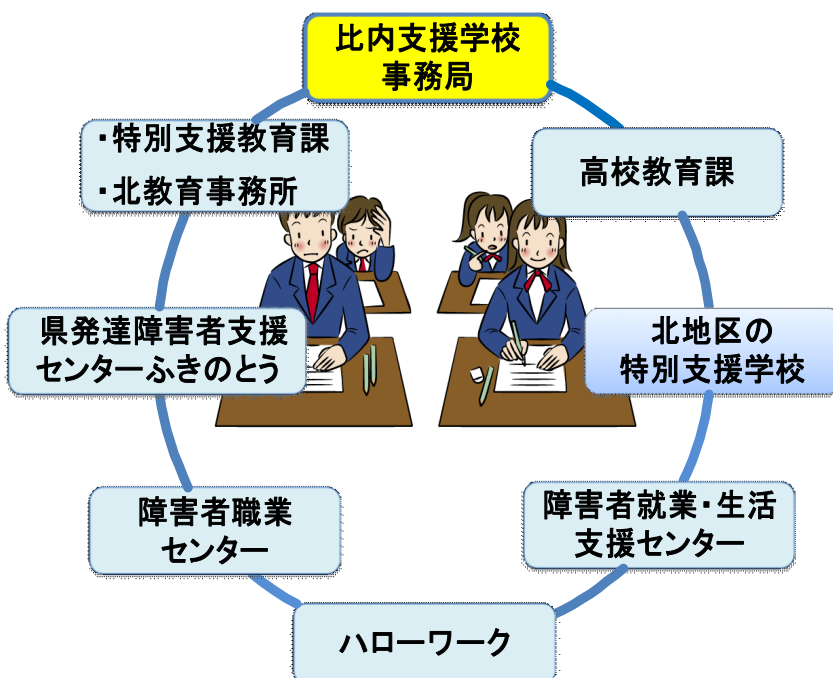 比内支援学校
事務局
・特別支援教育課
・北教育事務所
高校教育課
県発達障害者支援
センターふきのとう
北地区の
特別支援学校
障害者職業
センター
障害者就業・生活
支援センター
ハローワーク